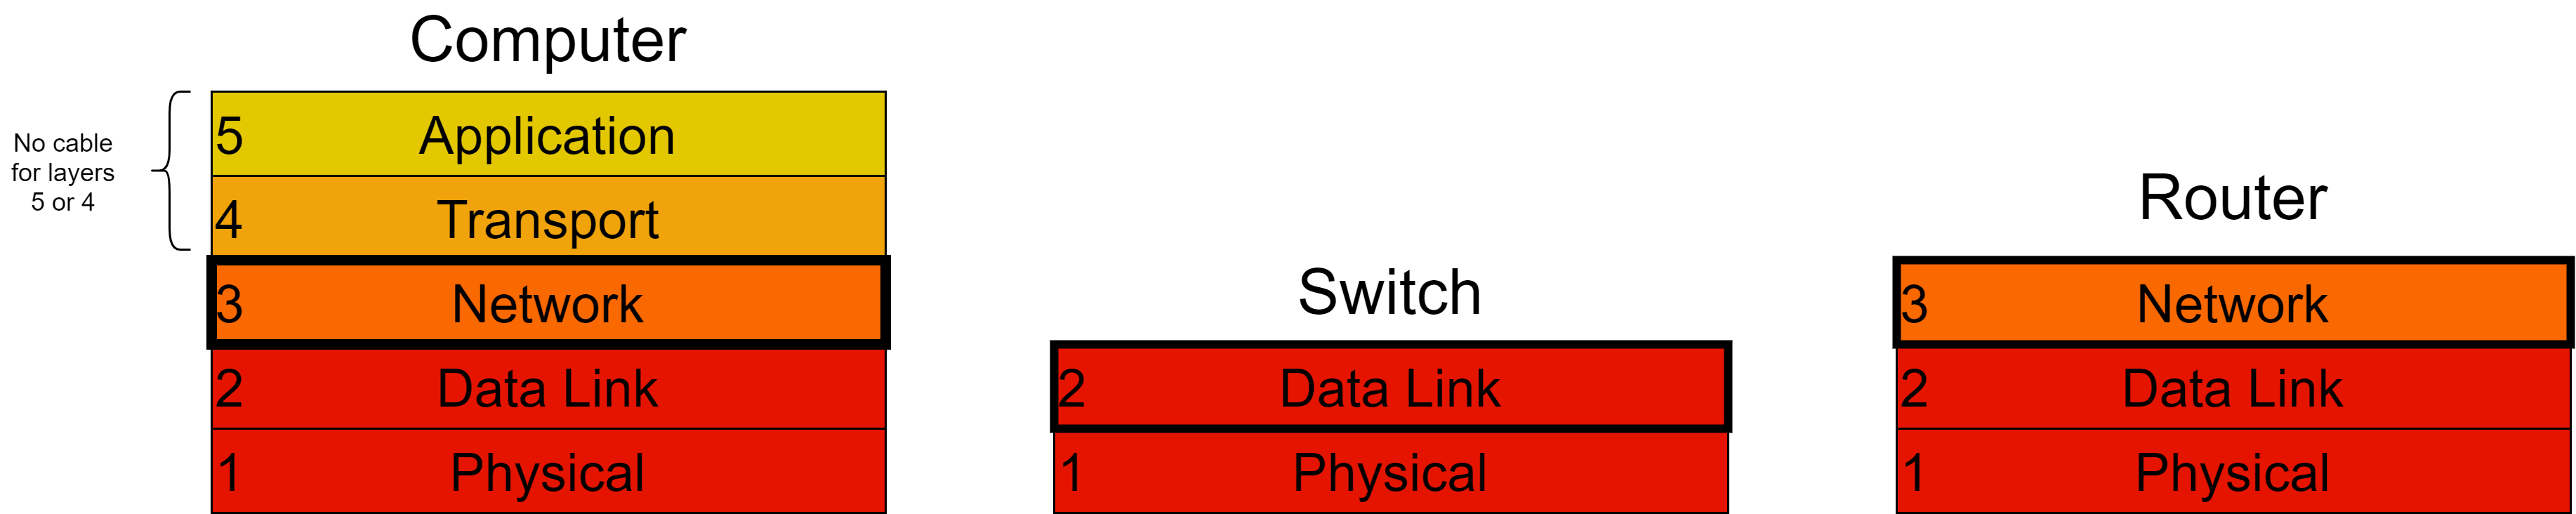 Computer
No cable
for layers
5 or 4
5 Application
4 Transport
3 Network
2 Data Link
1 Physical
Switch
2 Data Link
1 Physical
Router
3 Network
2 Data Link
1 Physical